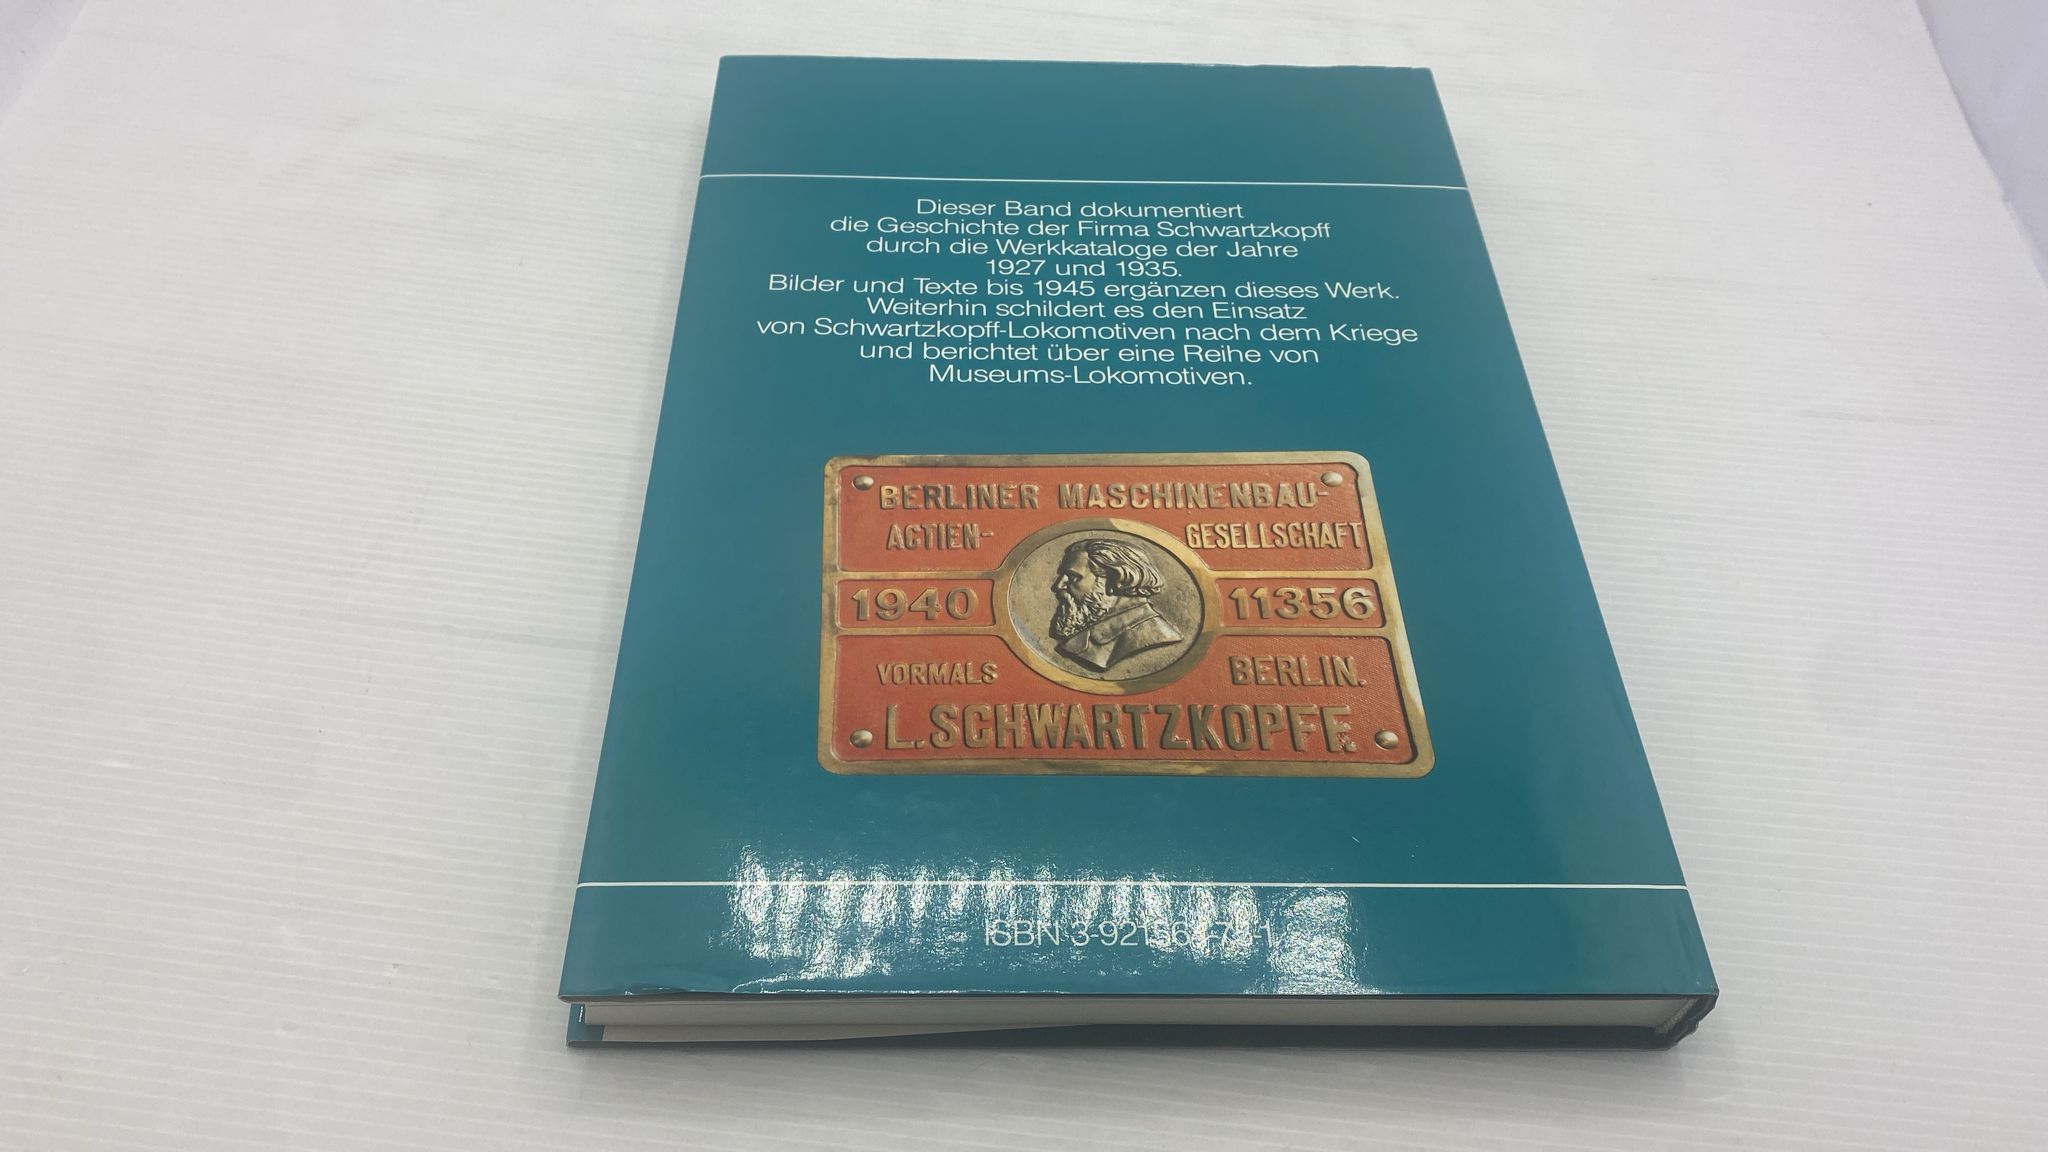 Dieser Band dokumentiert
die Geschichte der Firma Schwartzkopff
durch die Werkkataloge der Jahre
1927 und 1935.
Bilder und Texte bis 1945 ergänzen dieses Werk.
Weiterhin schildert es den Einsatz
von Schwartzkopff-Lokomotiven nach dem Kriege
und berichtet über eine Reihe von
Museums-Lokomotiven.
BERLINER MASCHINENBAU-
ACTIEN- GESELLSCHAFT
1940 11356
VORMALS BERLIN.
L. SCHWARTZKOPFF.
ISBN